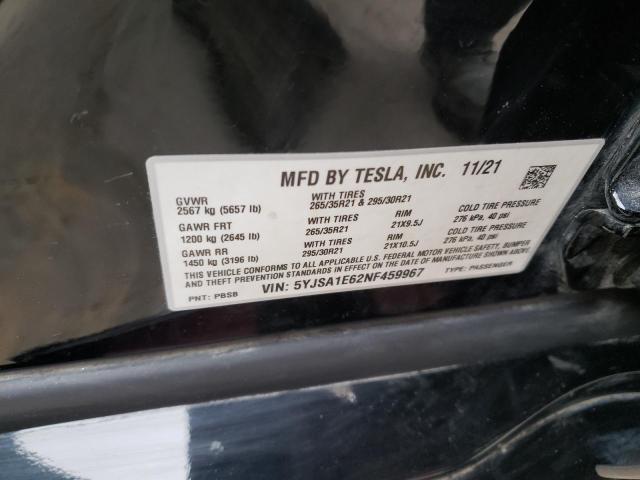 MFD BY TESLA, INC. 11/21
GVWR WITH TIRES COLD TIRE PRESSURE
2567 kg (5657 lb) 265/35R21 & 295/30R21 276 kPa, 40 psi
GAWR FRT WITH TIRES RIM COLD TIRE PRESSURE
1200 kg (2645 lb) 265/35R21 21X9.5J 276 kPa, 40 psi
GAWR RR WITH TIRES RIM
1450 kg (3196 lb) 295/30R21 21X10.5J
THIS VEHICLE CONFORMS TO ALL APPLICABLE U.S. FEDERAL MOTOR VEHICLE SAFETY, BUMPER
AND THEFT PREVENTION STANDARDS IN EFFECT ON THE DATE OF MANUFACTURE SHOWN ABOVE.
PNT: PBSB VIN: 5YJSA1E62NF459967 TYPE: PASSENGER